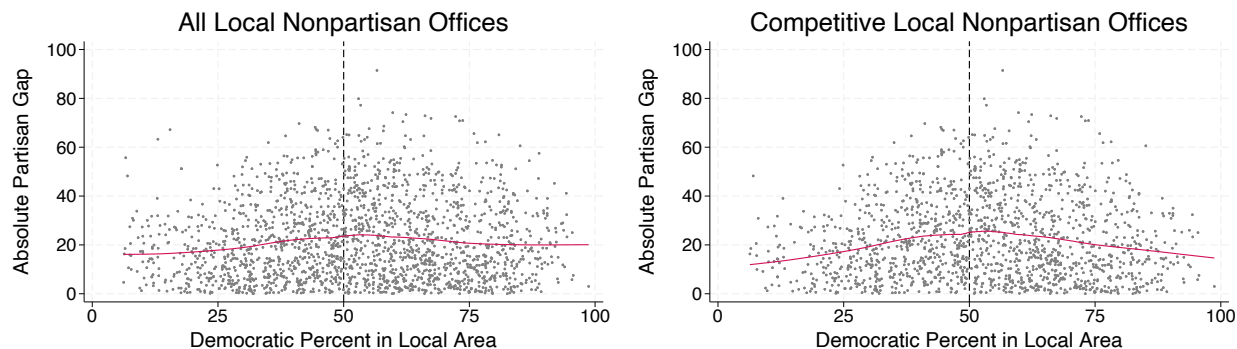 All Local Nonpartisan Offices
Absolute Partisan Gap
100
80
60
40
20
0
0 25 50 75 100
Democratic Percent in Local Area
Competitive Local Nonpartisan Offices
Absolute Partisan Gap
100
80
60
40
20
0
0 25 50 75 100
Democratic Percent in Local Area